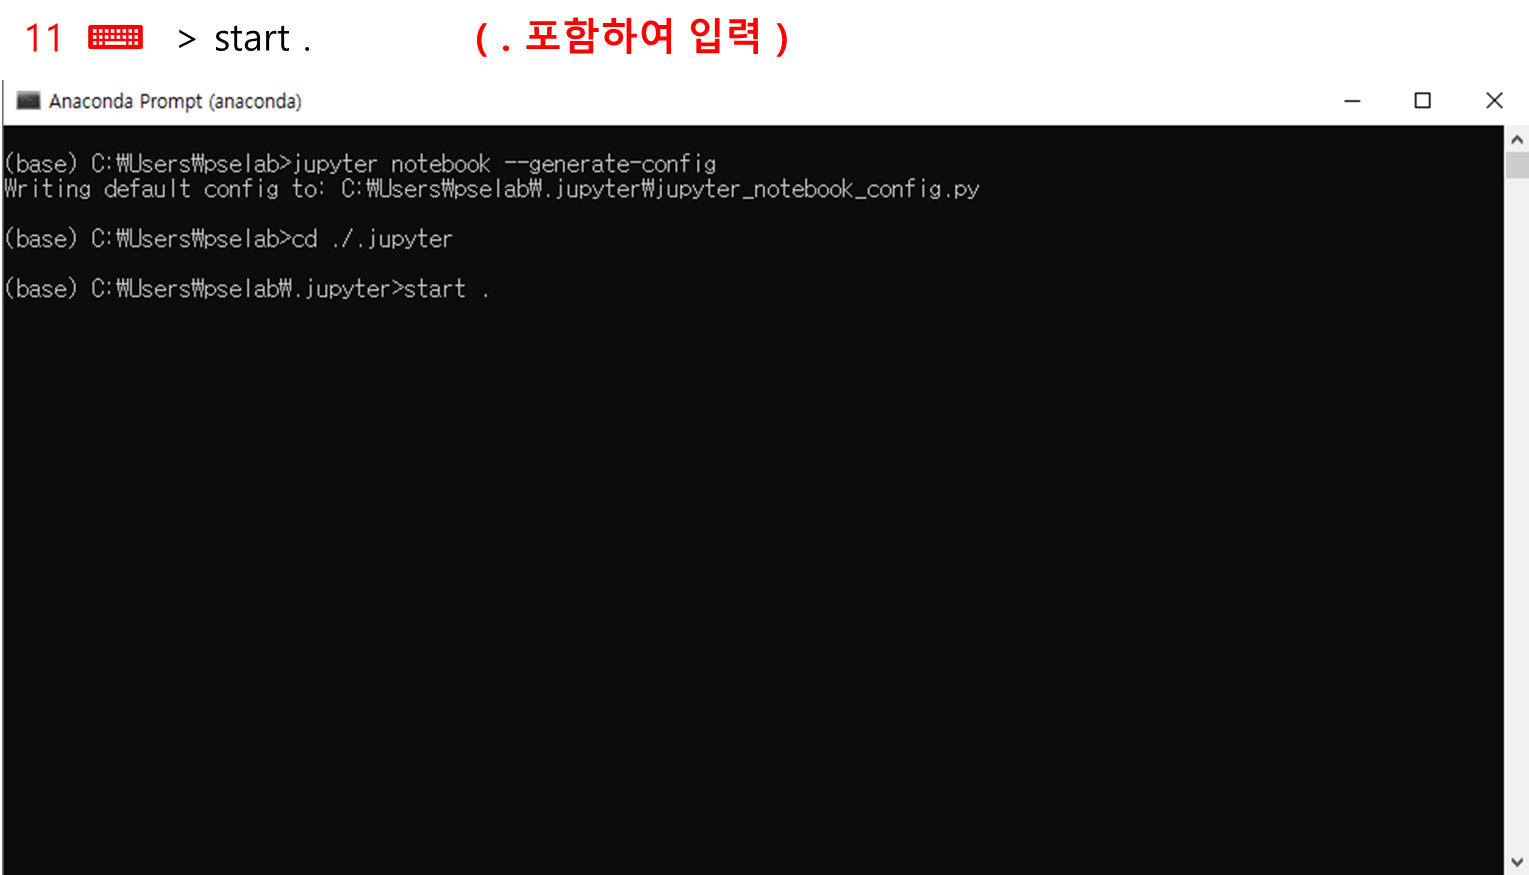 11 > start . ( . 포함하여 입력 )
Anaconda Prompt (anaconda)
(base) C:₩Users₩pselab>jupyter notebook --generate-config
Writing default config to: C:₩Users₩pselab₩.jupyter₩jupyter_notebook_config.py
(base) C:₩Users₩pselab>cd ./.jupyter
(base) C:₩Users₩pselab₩.jupyter>start .